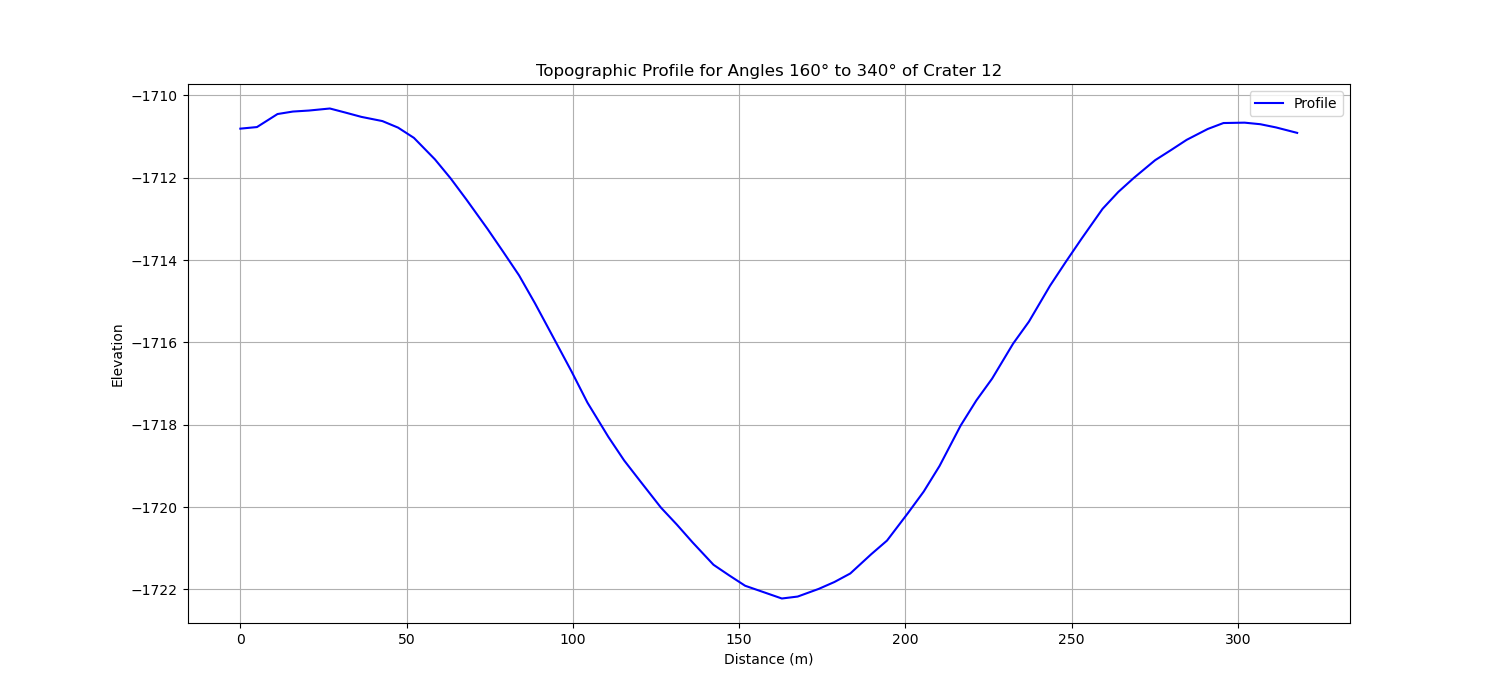 Topographic Profile for Angles 160° to 340° of Crater 12
Profile
−1710
−1712
−1714
−1716
−1718
−1720
−1722
Elevation
0 50 100 150 200 250 300
Distance (m)